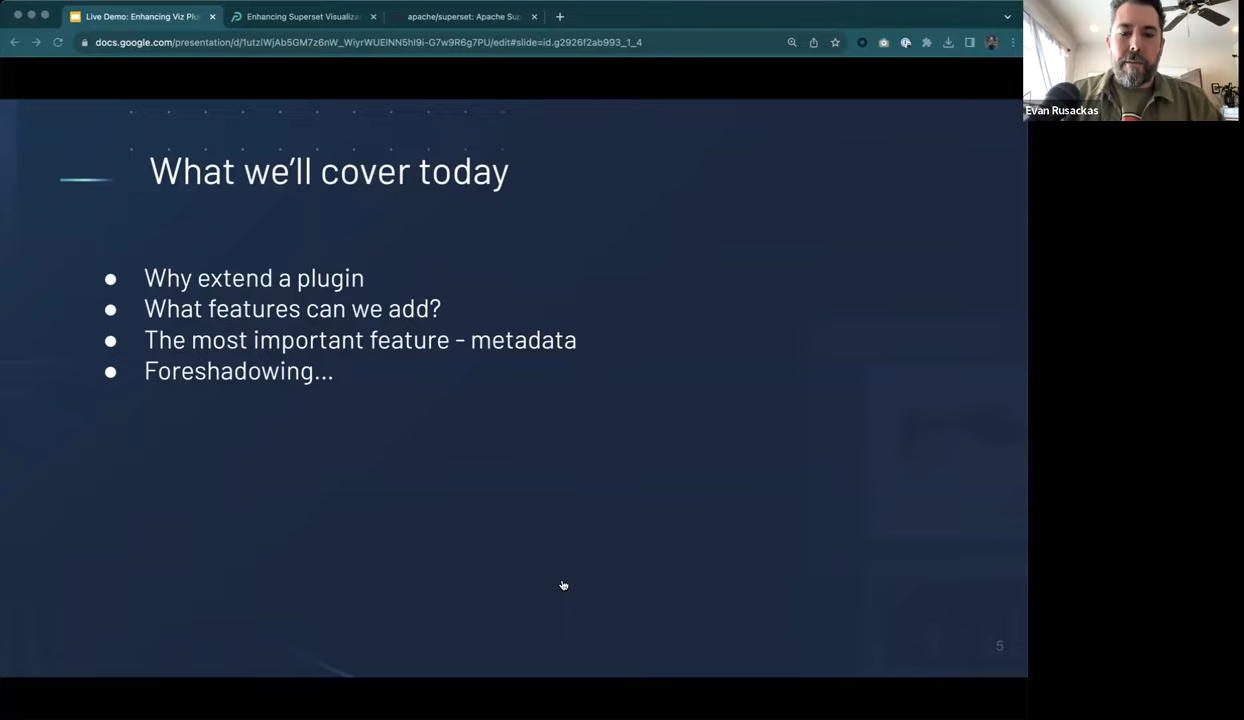 Live Demo: Enhancing Viz Plu
Enhancing Superset Visualiza
apache/superset: Apache Sup
docs.google.com/presentation/d/1utzIWjAb5GM7z6nW_WiyrWUElNN5hI9i-G7w9R6g7PU/edit#slide=id.g2926f2ab993_1_4
Evan Rusackas
What we'll cover today
● Why extend a plugin
● What features can we add?
● The most important feature - metadata
● Foreshadowing...
5